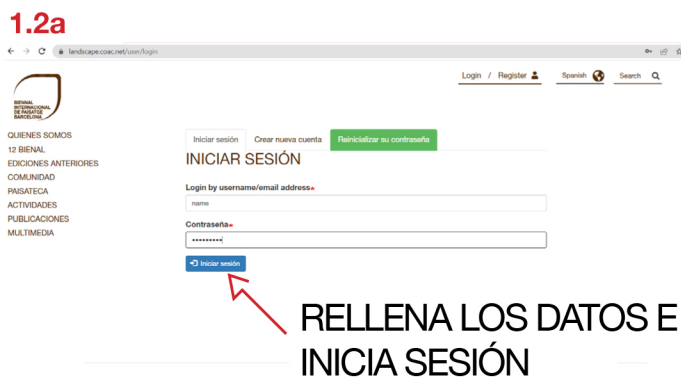 1.2a
landscape.coac.net/user/login
Login / Register
Spanish
Search
BIENNAL
INTERNACIONAL
DE PAISATGE
BARCELONA
QUIENES SOMOS
12 BIENAL
EDICIONES ANTERIORES
COMUNIDAD
PAISATECA
ACTIVIDADES
PUBLICACIONES
MULTIMEDIA
Iniciar sesión Crear nueva cuenta Reinicializar su contraseña
INICIAR SESIÓN
Login by username/email address*
name
Contraseña*
•••••••••
Iniciar sesión
RELLENA LOS DATOS E
INICIA SESIÓN